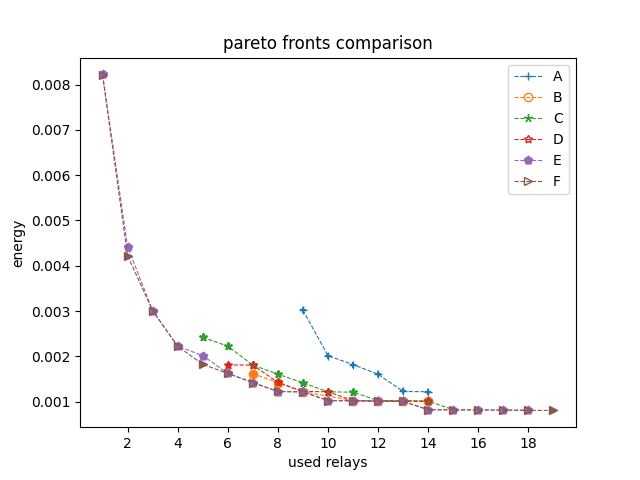 pareto fronts comparison
A
B
C
D
E
F
0.008
0.007
0.006
0.005
0.004
0.003
0.002
0.001
energy
2 4 6 8 10 12 14 16 18
used relays